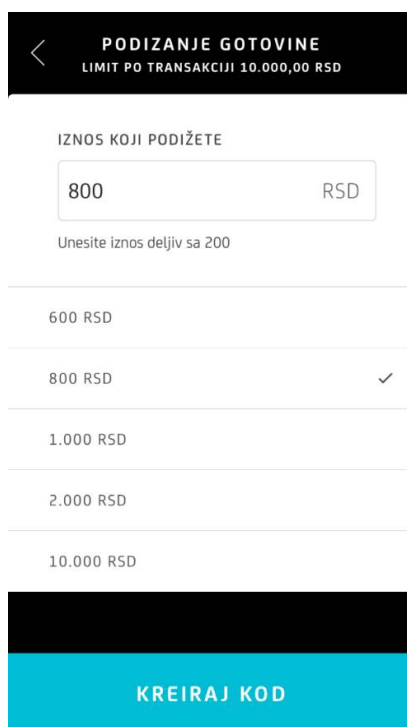 PODIZANJE GOTOVINE
LIMIT PO TRANSAKCIJI 10.000,00 RSD
IZNOS KOJI PODIŽETE
800 RSD
Unesite iznos deljiv sa 200
600 RSD
800 RSD
1.000 RSD
2.000 RSD
10.000 RSD
KREIRAJ KOD